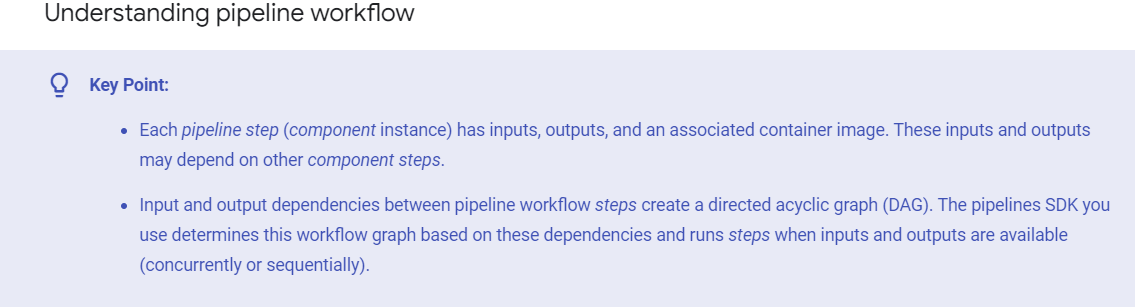 Understanding pipeline workflow
Key Point:
• Each pipeline step (component instance) has inputs, outputs, and an associated container image. These inputs and outputs
may depend on other component steps.
• Input and output dependencies between pipeline workflow steps create a directed acyclic graph (DAG). The pipelines SDK you
use determines this workflow graph based on these dependencies and runs steps when inputs and outputs are available
(concurrently or sequentially).